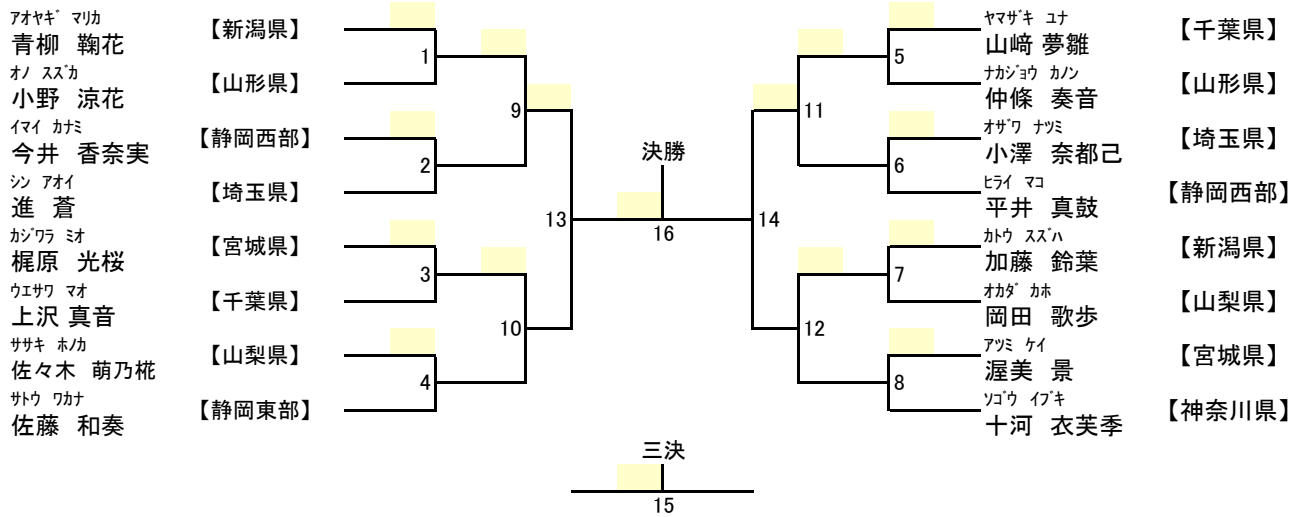 ｱｵﾔｷﾞ ﾏﾘｶ
青柳 鞠花 【新潟県】
1
ｵﾉ ｽｽﾞｶ
小野 涼花 【山形県】
9
ｲﾏｲ ｶﾅﾐ
今井 香奈実 【静岡西部】
2
ｼﾝ ｱｵｲ
進 蒼 【埼玉県】
13
ｶｼﾞﾜﾗ ﾐｵ
梶原 光桜 【宮城県】
3
ｳｴｻﾜ ﾏｵ
上沢 真音 【千葉県】
10
ｻｻｷ ﾎﾉｶ
佐々木 萌乃椛 【山梨県】
4
ｻﾄｳ ﾜｶﾅ
佐藤 和奏 【静岡東部】
決勝
16
三決
15
ﾔﾏｻﾞｷ ﾕﾅ
山﨑 夢雛 【千葉県】
5
ﾅｶｼﾞｮｳ ｶﾉﾝ
仲條 奏音 【山形県】
11
ｵｻﾞﾜ ﾅﾂﾐ
小澤 奈都己 【埼玉県】
6
ﾋﾗｲ ﾏｺ
平井 真鼓 【静岡西部】
14
ｶﾄｳ ｽｽﾞﾊ
加藤 鈴葉 【新潟県】
7
ｵｶﾀﾞ ｶﾎ
岡田 歌歩 【山梨県】
12
ｱﾂﾐ ｹｲ
渥美 景 【宮城県】
8
ｿｺﾞｳ ｲﾌﾞｷ
十河 衣芙季 【神奈川県】